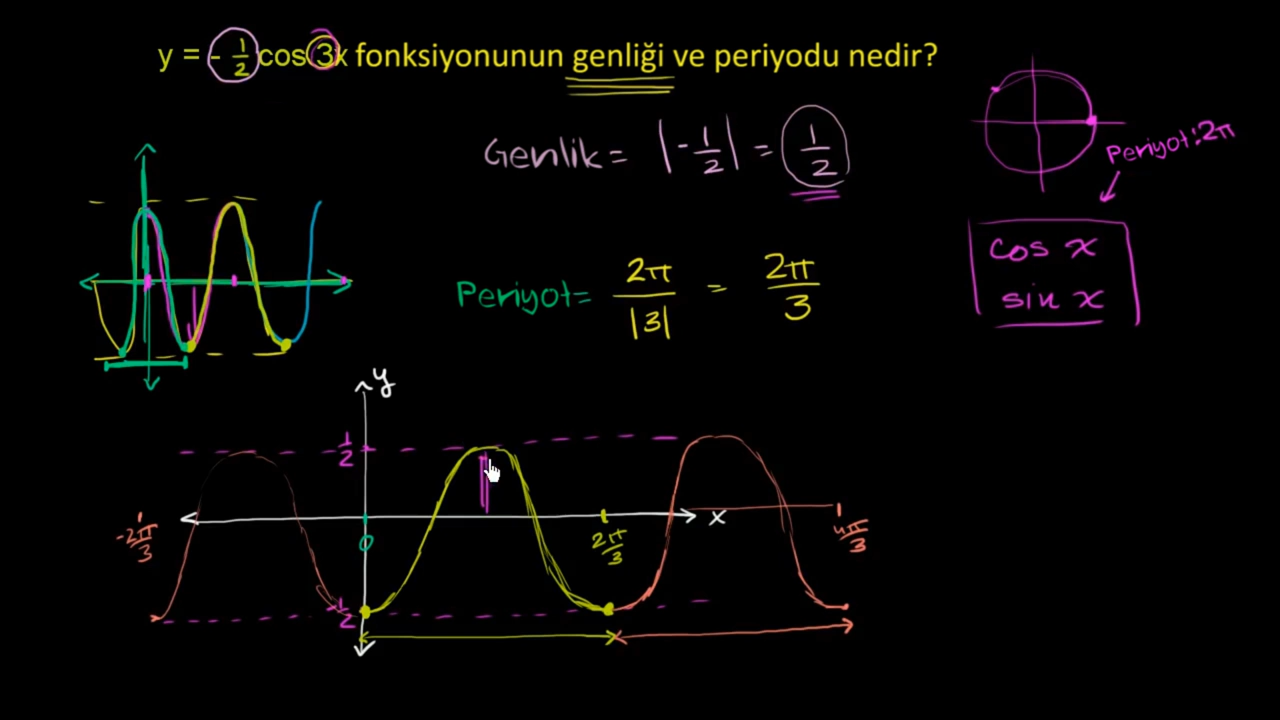 y = - 1/2 cos 3x fonksiyonunun genliği ve periyodu nedir?
Genlik = |- 1/2| = 1/2
Periyot: 2π
cos x
sin x
Periyot = 2π/|3| = 2π/3
y
1/2
-2π/3
0
2π/3
x
4π/3
-1/2